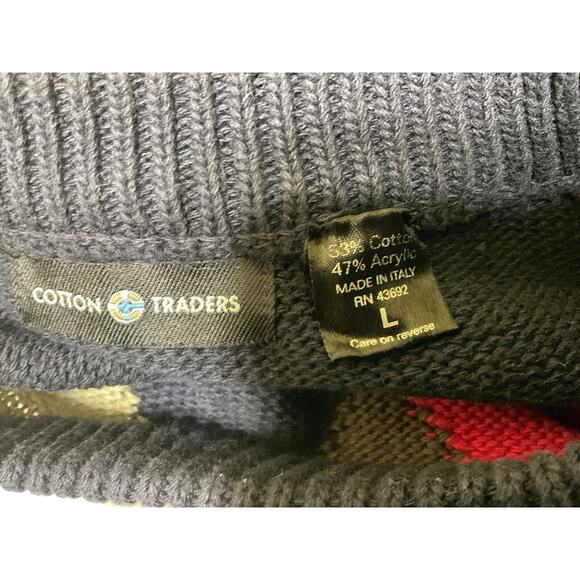 COTTON TRADERS
53% Cotton
47% Acrylic
MADE IN ITALY
RN 43692
L
Care on reverse